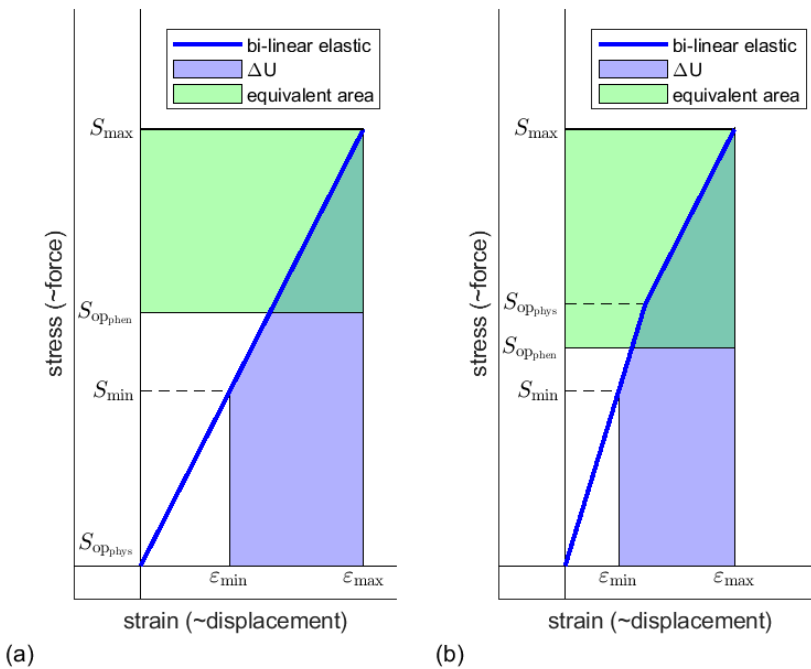 bi-linear elastic
ΔU
equivalent area
S_max
S_op_phen
S_min
S_op_phys
ε_min
ε_max
stress (~force)
strain (~displacement)
(a)
bi-linear elastic
ΔU
equivalent area
S_max
S_op_phys
S_op_phen
S_min
ε_min
ε_max
stress (~force)
strain (~displacement)
(b)